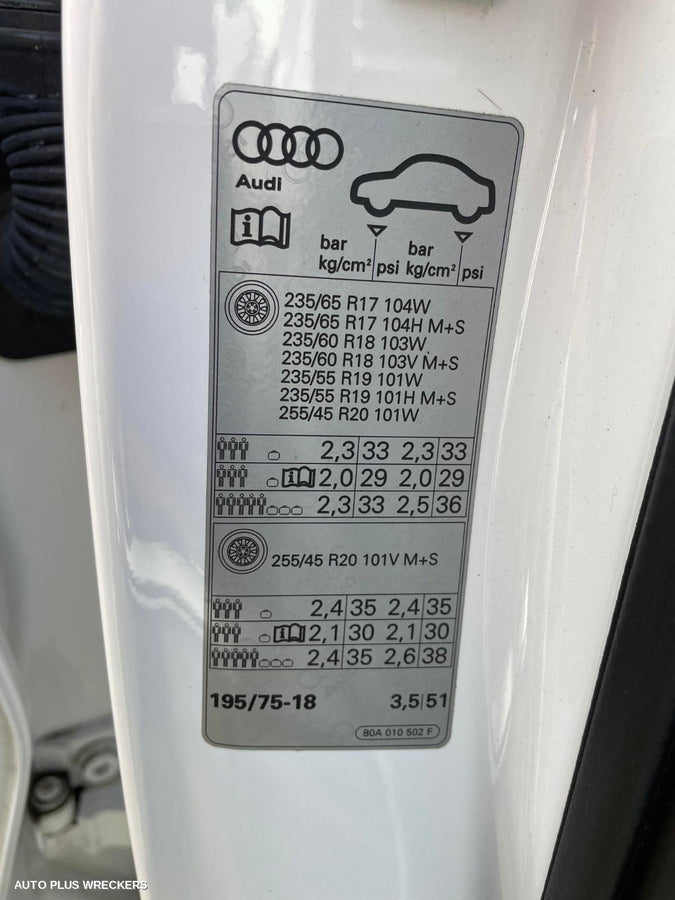 Audi
bar bar
kg/cm² psi kg/cm² psi
235/65 R17 104W
235/65 R17 104H M+S
235/60 R18 103W
235/60 R18 103V M+S
235/55 R19 101W
235/55 R19 101H M+S
255/45 R20 101W
2,3 33 2,3 33
i 2,0 29 2,0 29
2,3 33 2,5 36
255/45 R20 101V M+S
2,4 35 2,4 35
i 2,1 30 2,1 30
2,4 35 2,6 38
195/75-18 3,5 51
80A 010 502 F
AUTO PLUS WRECKERS